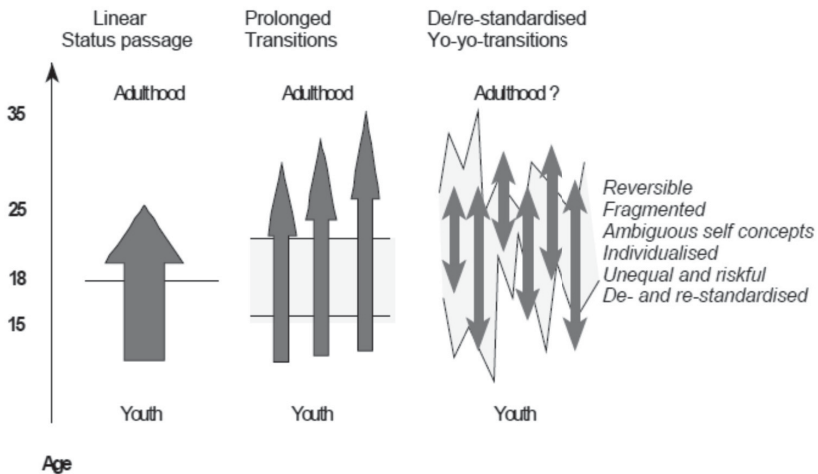 Linear
Status passage
Prolonged
Transitions
De/re-standardised
Yo-yo-transitions
Adulthood
Adulthood
Adulthood ?
35
25
18
15
Reversible
Fragmented
Ambiguous self concepts
Individualised
Unequal and riskful
De- and re-standardised
Youth
Youth
Youth
Age